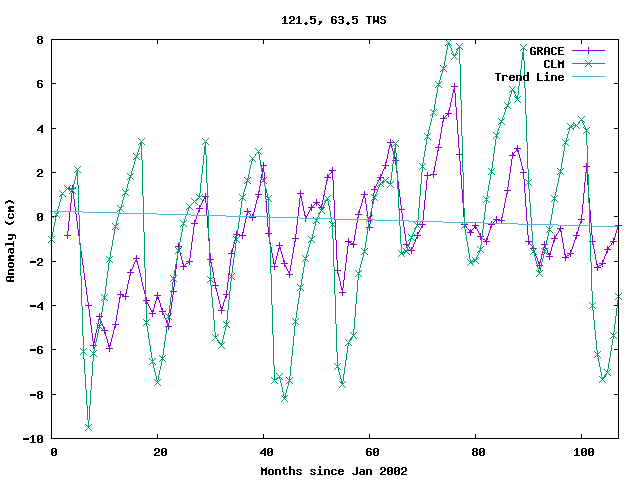 121.5, 63.5 TWS
GRACE
CLM
Trend Line
8
6
4
2
0
-2
-4
-6
-8
-10
Anomaly (cm)
0 20 40 60 80 100
Months since Jan 2002